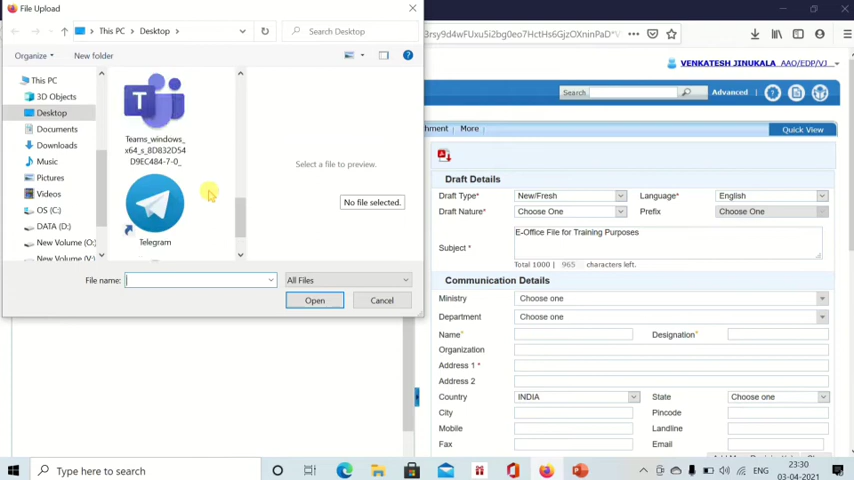 File Upload
This PC
Desktop
Search Desktop
Organize
New folder
This PC
3D Objects
Desktop
Documents
Downloads
Music
Pictures
Videos
OS (C:)
DATA (D:)
New Volume (O:)
New Volume (V:)
Teams_windows_
x64_s_8D832D54
D9EC484-7-0_
Telegram
Select a file to preview.
No file selected.
File name:
All Files
Open
Cancel
3rsy9d4wFUxu5i2bg0eo7HctHs6GjzOXninPaD*U
VENKATESH JINUKALA AAO/EDP/VJ
Search
Advanced
hment
More
Quick View
Draft Details
Draft Type* New/Fresh Language* English
Draft Nature* Choose One Prefix Choose One
Subject * E-Office File for Training Purposes
Total 1000 | 965 characters left.
Communication Details
Ministry Choose one
Department Choose one
Name* Designation*
Organization
Address 1 *
Address 2
Country INDIA State Choose one
City Pincode
Mobile Landline
Fax Email
Type here to search
ENG
23:30
03-04-2021